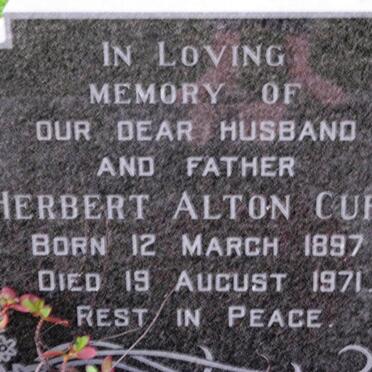 IN LOVING
MEMORY OF
OUR DEAR HUSBAND
AND FATHER
HERBERT ALTON
BORN 12 MARCH 1897
DIED 19 AUGUST 1971.
REST IN PEACE.